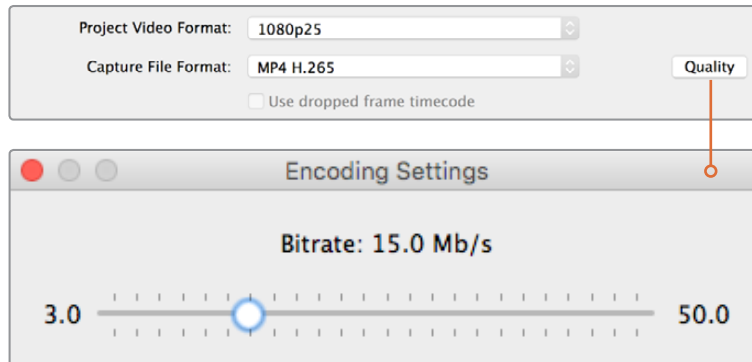 Project Video Format: 1080p25
Capture File Format: MP4 H.265 Quality
Use dropped frame timecode
Encoding Settings
Bitrate: 15.0 Mb/s
3.0 50.0